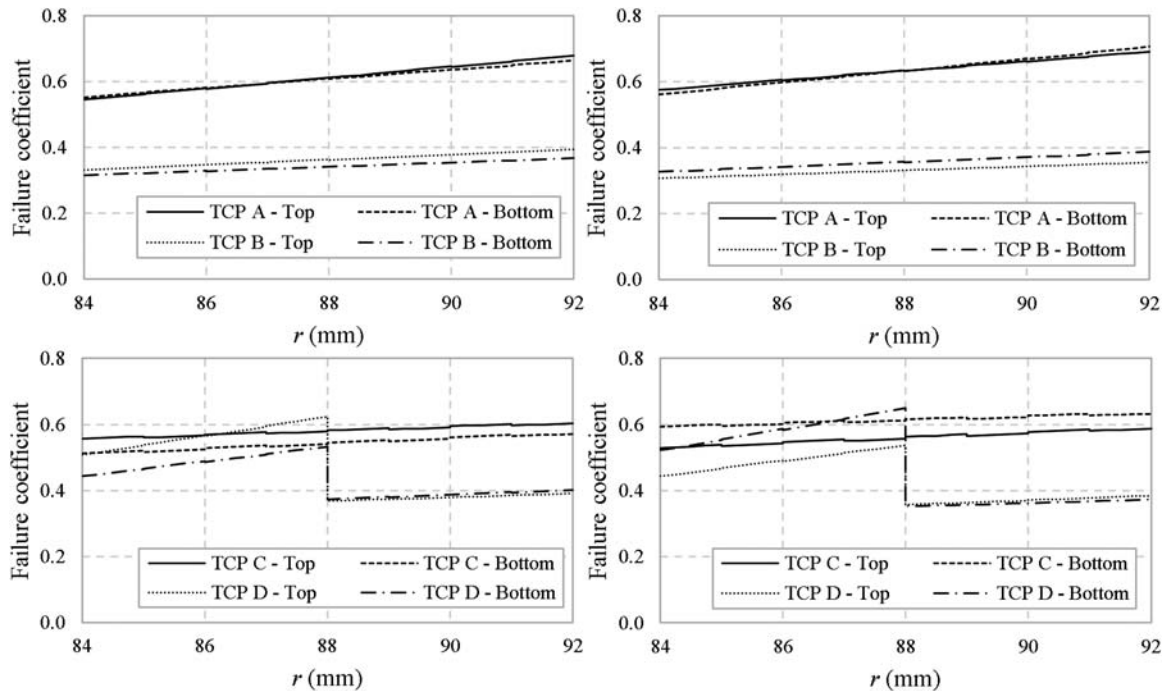 Failure coefficient
0.8
0.6
0.4
0.2
0.0
TCP A - Top
TCP A - Bottom
TCP B - Top
TCP B - Bottom
84 86 88 90 92
r (mm)
Failure coefficient
0.8
0.6
0.4
0.2
0.0
TCP A - Top
TCP A - Bottom
TCP B - Top
TCP B - Bottom
84 86 88 90 92
r (mm)
Failure coefficient
0.8
0.6
0.4
0.2
0.0
TCP C - Top
TCP C - Bottom
TCP D - Top
TCP D - Bottom
84 86 88 90 92
r (mm)
Failure coefficient
0.8
0.6
0.4
0.2
0.0
TCP C - Top
TCP C - Bottom
TCP D - Top
TCP D - Bottom
84 86 88 90 92
r (mm)